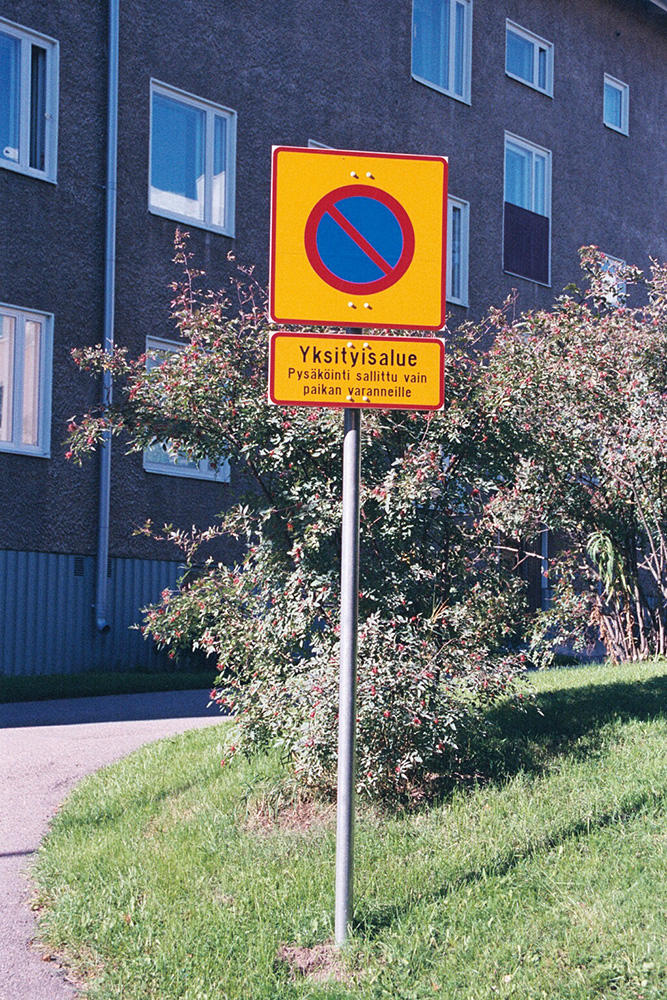 Yksityisalue
Pysäköinti sallittu vain
paikan varanneille